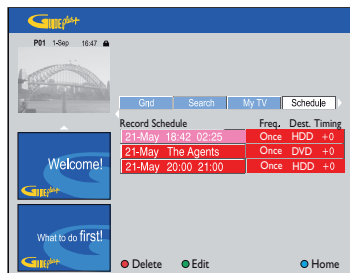 GUIDE plus+
P01 1-Sep 16:47
Grid Search My TV Schedule
Record Schedule Freq. Dest. Timing
21-May 18:42 02:25 Once HDD +0
21-May The Agents Once DVD +0
21-May 20:00 21:00 Once HDD +0
Welcome!
GUIDE plus+
What to do first!
GUIDE plus+
Delete Edit Home